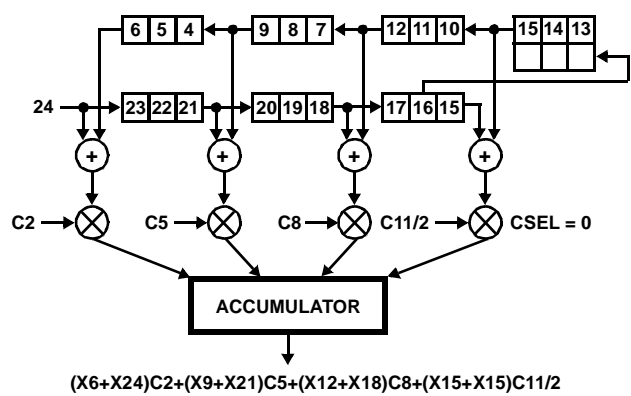 6 5 4 9 8 7 12 11 10 15 14 13
24 23 22 21 20 19 18 17 16 15
+ + + +
C2 C5 C8 C11/2 CSEL = 0
ACCUMULATOR
(X6+X24)C2+(X9+X21)C5+(X12+X18)C8+(X15+X15)C11/2